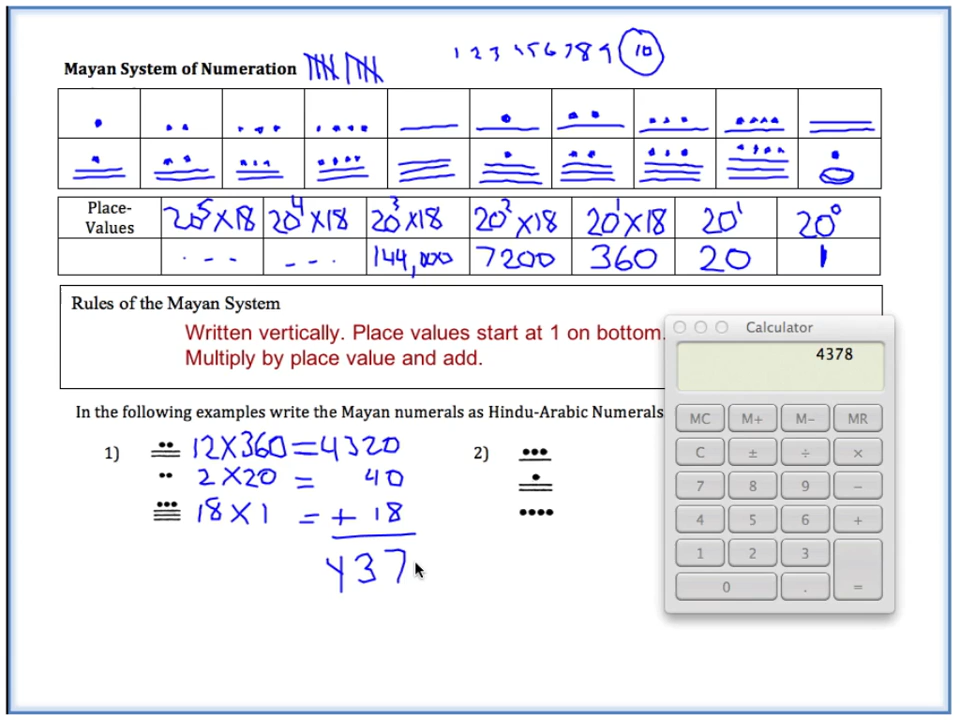 1 2 3 4 5 6 7 8 9 10
Mayan System of Numeration
Place-Values 20⁵ X 18 20⁴ X 18 20³ X 18 20² X 18 20¹ X 18 20¹ 20⁰
... ... 144,000 7200 360 20 1
Rules of the Mayan System
Written vertically. Place values start at 1 on bottom.
Multiply by place value and add.
Calculator
4378
MC M+ M- MR
C ± ÷ ×
7 8 9 −
4 5 6 +
1 2 3
0 . =
In the following examples write the Mayan numerals as Hindu-Arabic Numerals
1) 12 X 360 = 4320
2 X 20 = 40
18 X 1 = + 18
437
2)